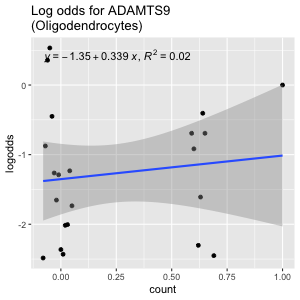 Log odds for ADAMTS9
(Oligodendrocytes)
y = −1.35 + 0.339 x, R² = 0.02
0
-1
-2
logodds
0.00 0.25 0.50 0.75 1.00
count